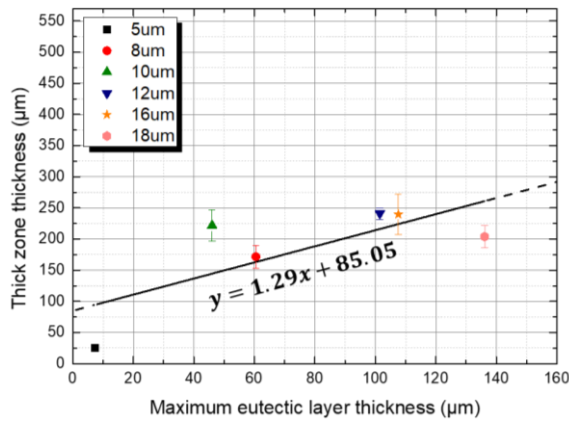 550
500
450
400
350
300
250
200
150
100
50
0
Thick zone thickness (μm)
5um
8um
10um
12um
16um
18um
y = 1.29x + 85.05
0 20 40 60 80 100 120 140 160
Maximum eutectic layer thickness (μm)